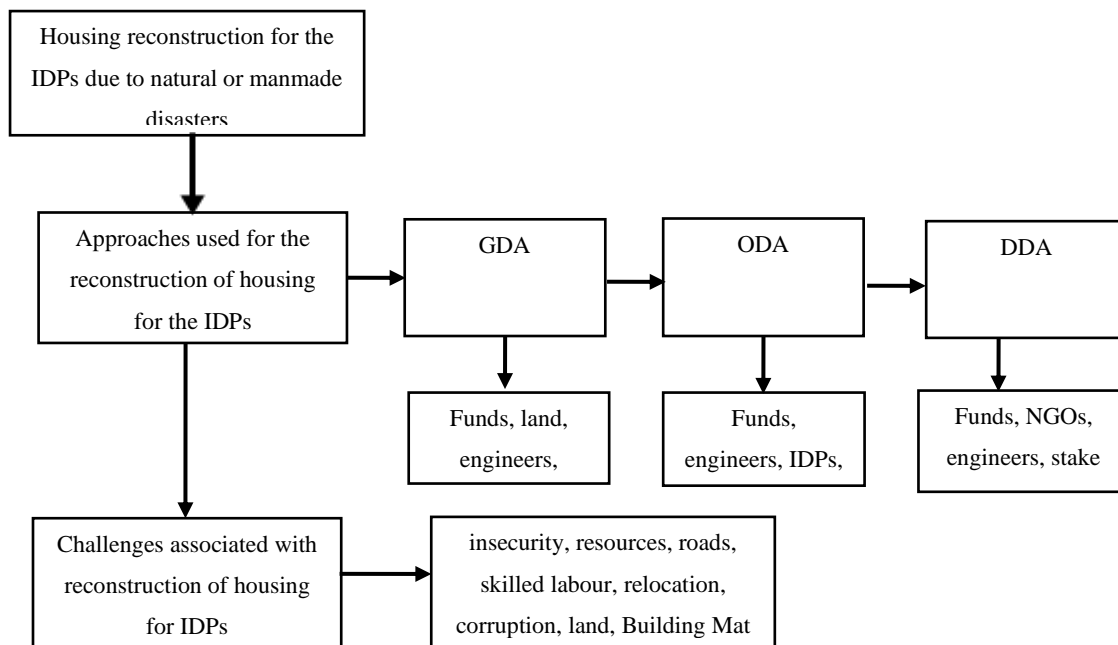 Housing reconstruction for the
IDPs due to natural or manmade
disasters
Approaches used for the
reconstruction of housing
for the IDPs
GDA
ODA
DDA
Funds, land,
engineers,
Funds,
engineers, IDPs,
Funds, NGOs,
engineers, stake
Challenges associated with
reconstruction of housing
for IDPs
insecurity, resources, roads,
skilled labour, relocation,
corruption, land, Building Mat